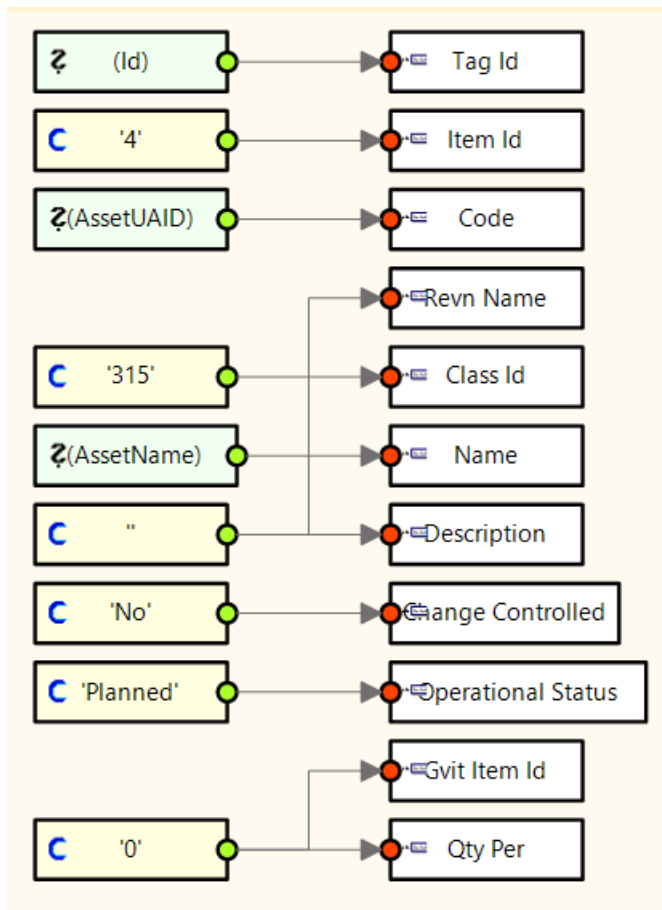 (Id) Tag Id
'4' Item Id
(AssetUAID) Code
Revn Name
'315' Class Id
(AssetName) Name
'' Description
'No' Change Controlled
'Planned' Operational Status
Gvit Item Id
'0' Qty Per